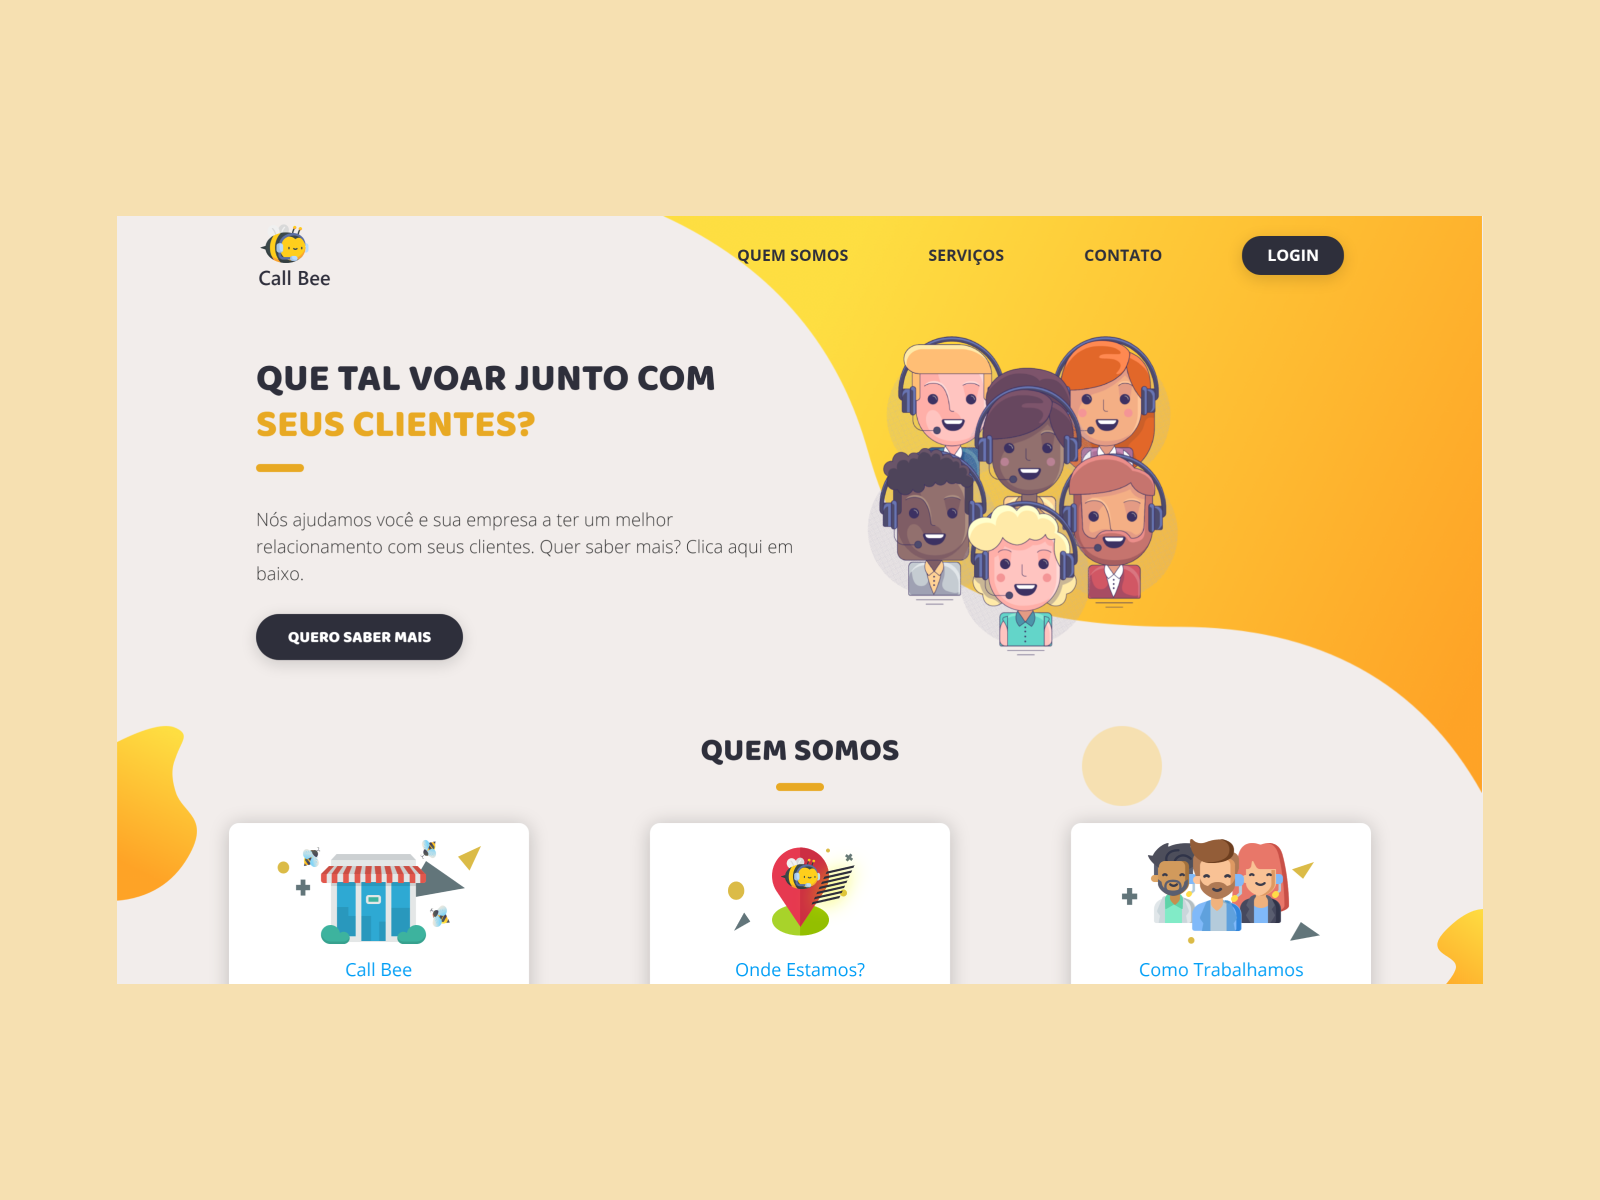 Call Bee
QUEM SOMOS
SERVIÇOS
CONTATO
LOGIN
QUE TAL VOAR JUNTO COM
SEUS CLIENTES?
Nós ajudamos você e sua empresa a ter um melhor
relacionamento com seus clientes. Quer saber mais? Clica aqui em
baixo.
QUERO SABER MAIS
QUEM SOMOS
Call Bee
Onde Estamos?
Como Trabalhamos